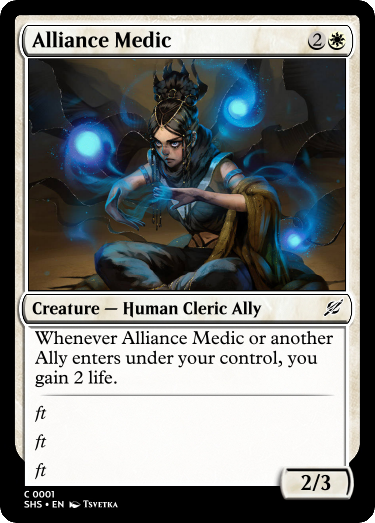 Alliance Medic 2
Creature — Human Cleric Ally
Whenever Alliance Medic or another
Ally enters under your control, you
gain 2 life.
ft
ft
ft
2/3
C 0001
SHS • EN Tsvetka